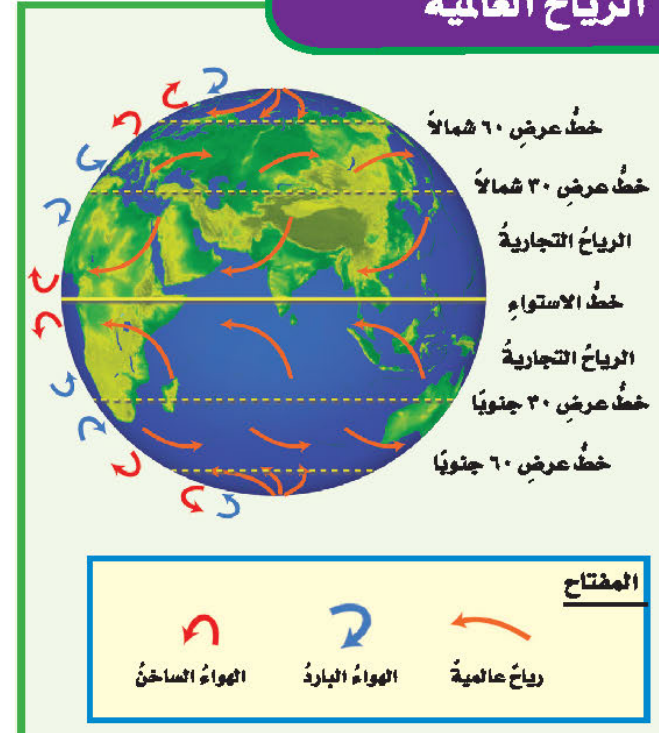 الرياح العالمية
خطُّ عرضِ ٦٠ شمالاً
خطُّ عرضِ ٣٠ شمالاً
الرياحُ التجاريةُ
خطُّ الاستواءِ
الرياحُ التجاريةُ
خطُّ عرضِ ٣٠ جنوبًا
خطُّ عرضِ ٦٠ جنوبًا
المفتاح
رياحٌ عالميةٌ
الهواءُ الباردُ
الهواءُ الساخنُ